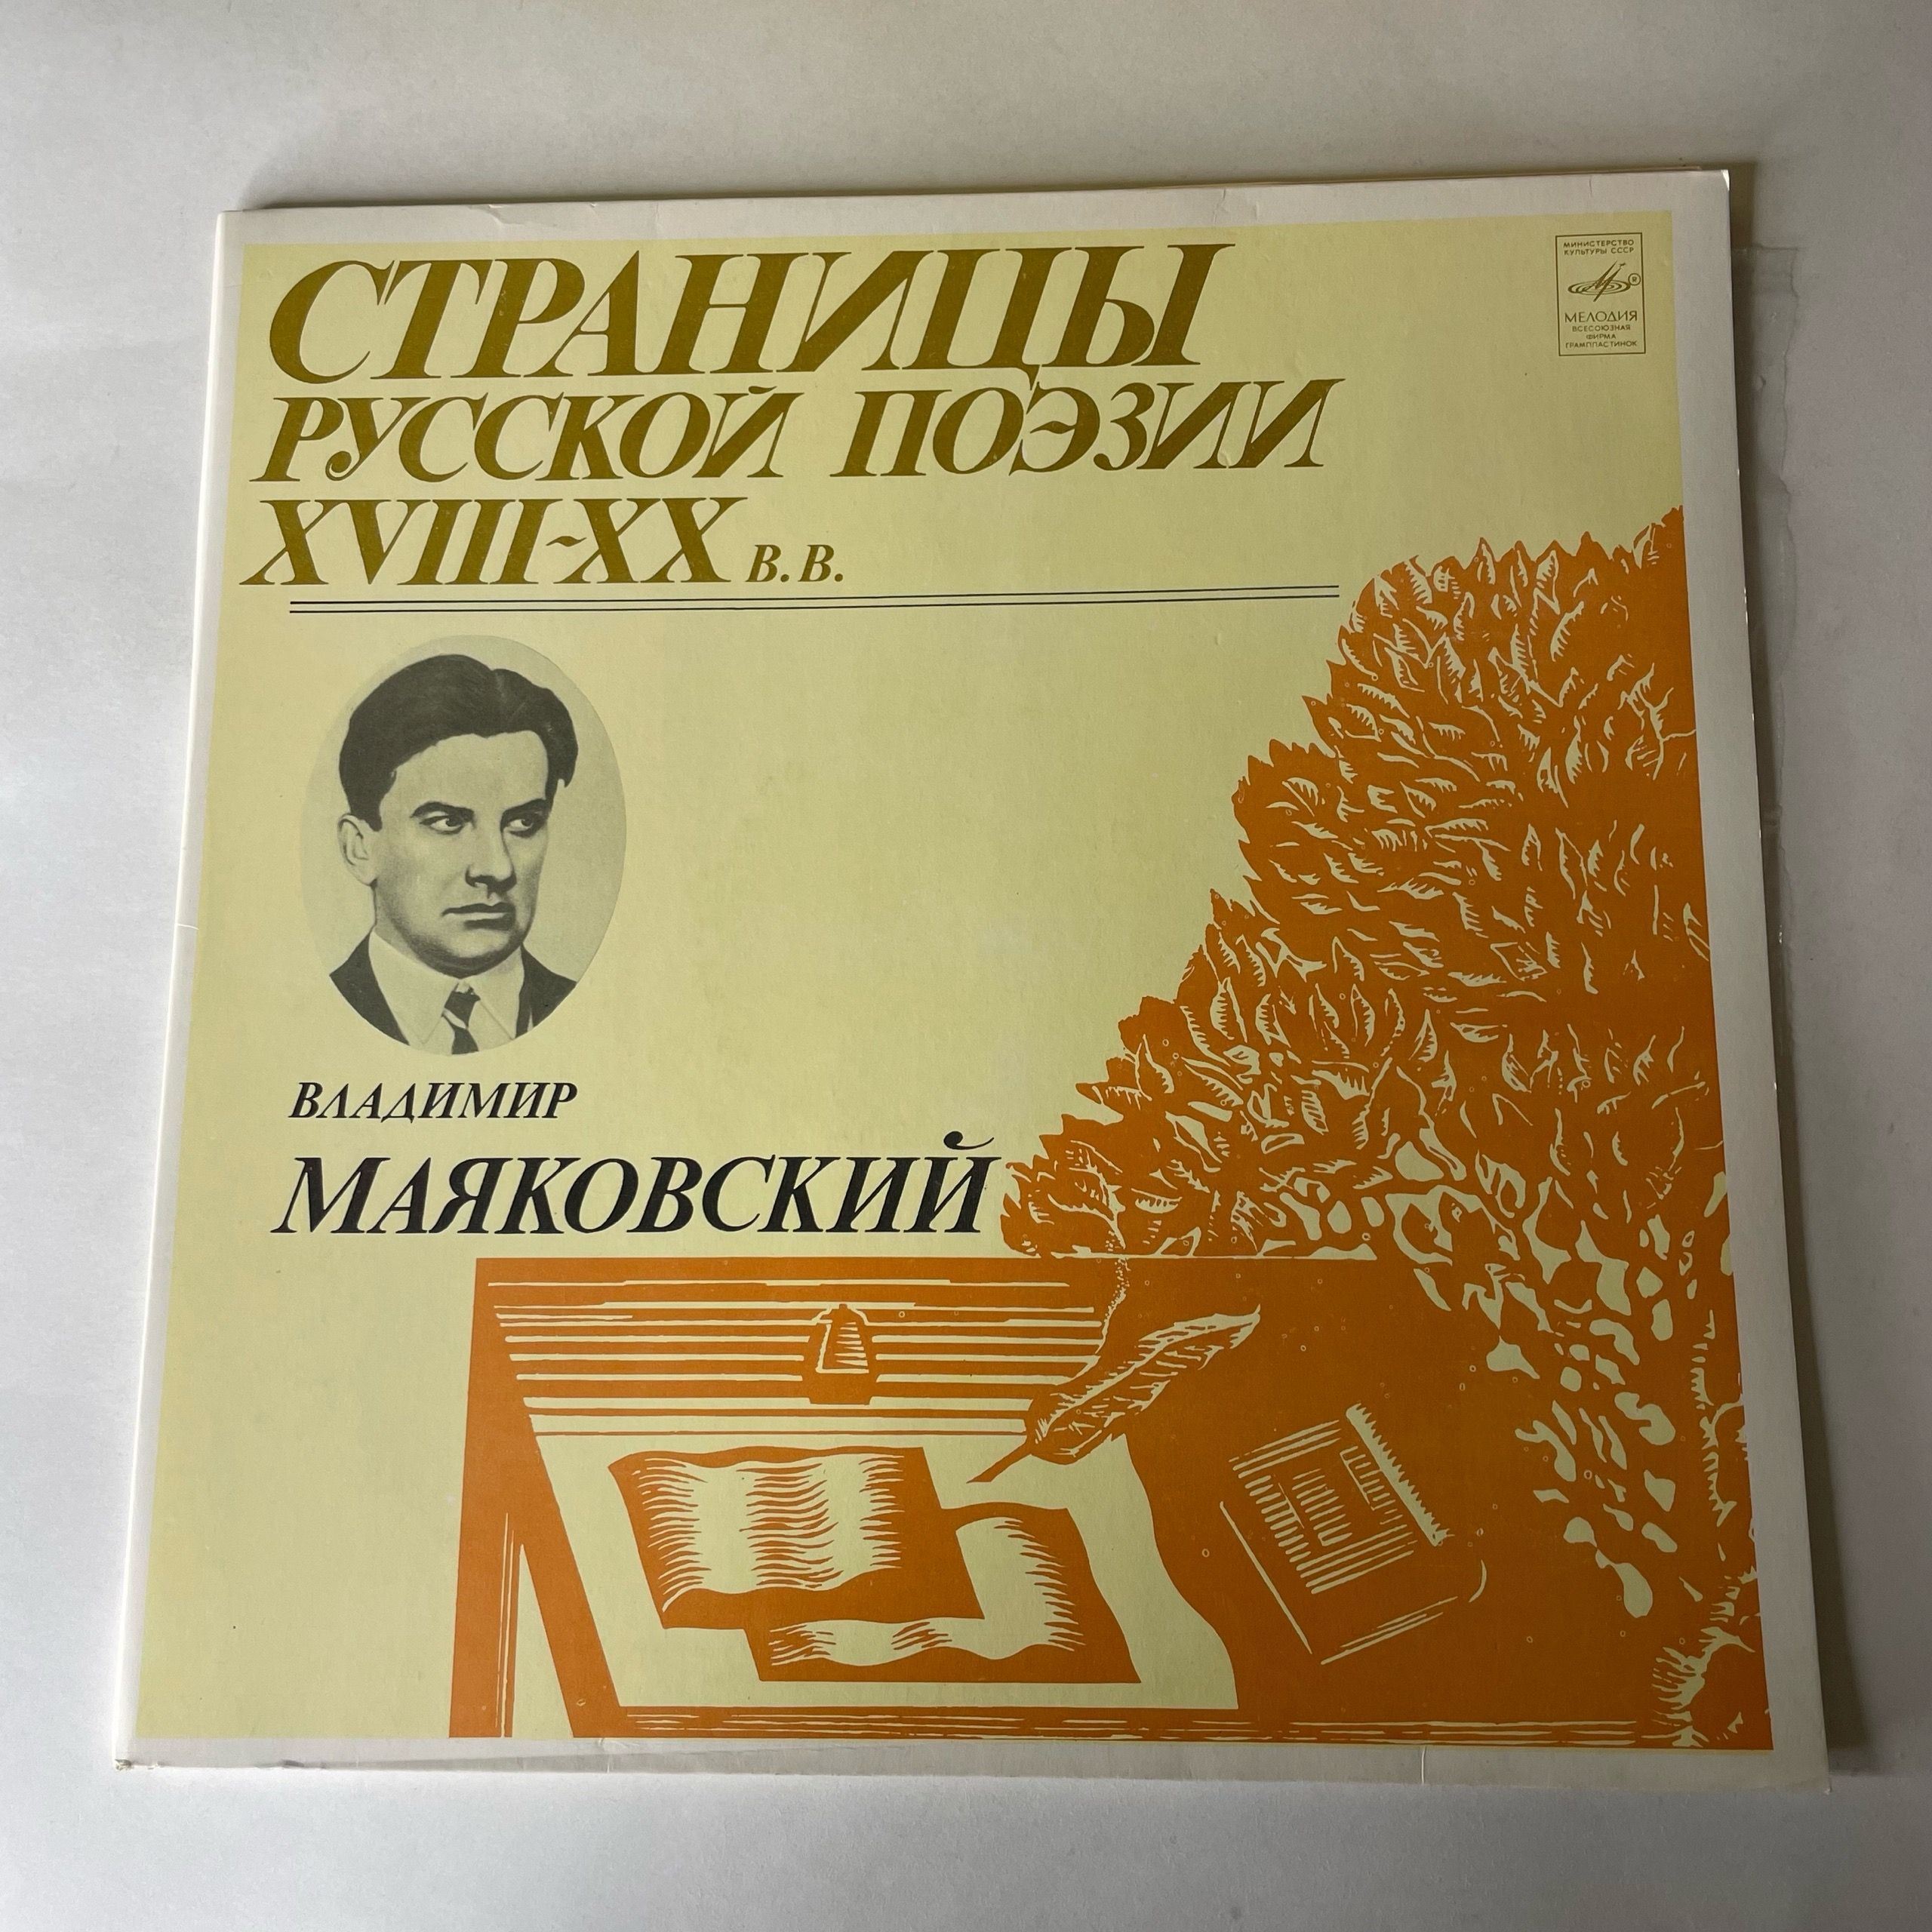 СТРАНИЦЫ
РУССКОЙ ПОЭЗИИ
XVIII-XX В.В.
МИНИСТЕРСТВО
КУЛЬТУРЫ СССР
МЕЛОДИЯ
ВСЕСОЮЗНАЯ
ФИРМА
ГРАМПЛАСТИНОК
ВЛАДИМИР
МАЯКОВСКИЙ